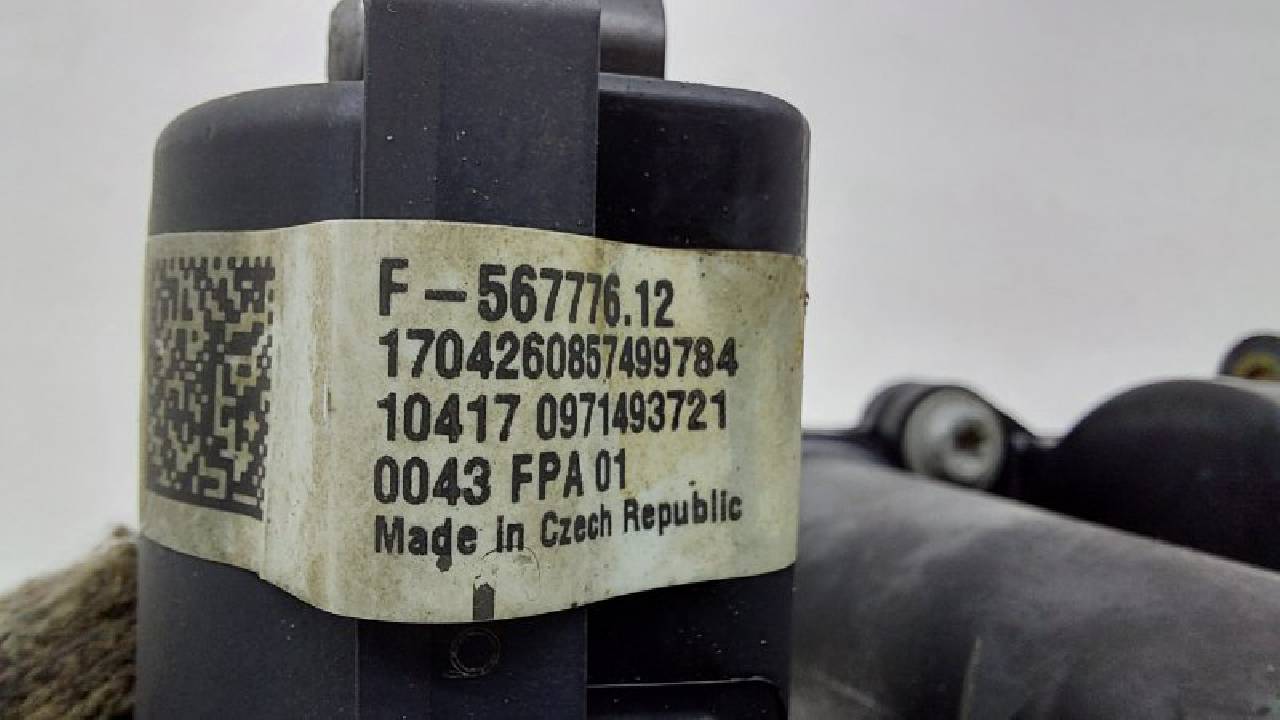 F-567776.12
1704260857499784
10417 0971493721
0043 FPA 01
Made in Czech Republic